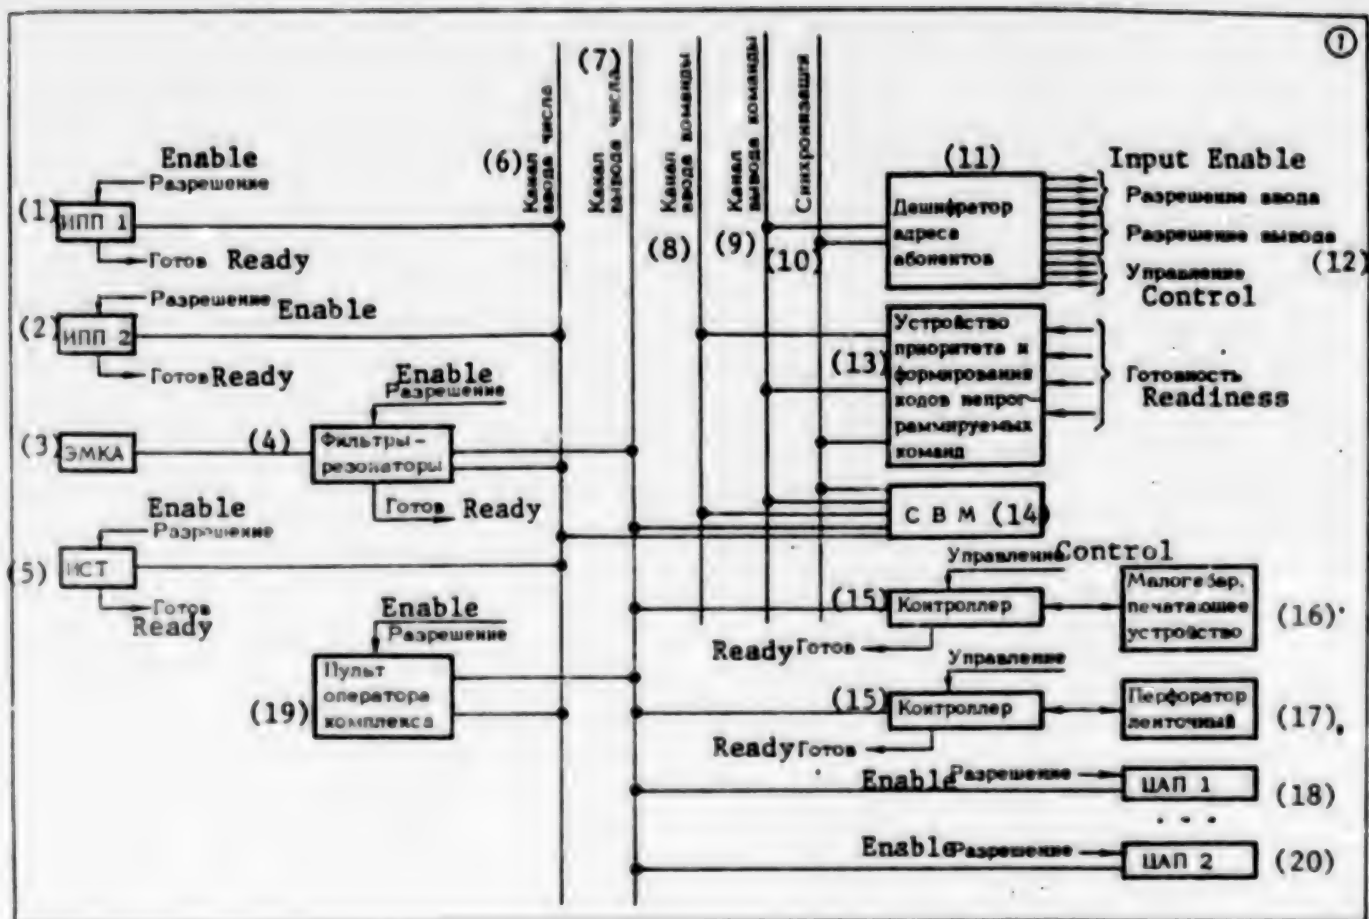 ①
(7)
(6)
Канал
ввода числа
Канал
вывода числа
Канал
ввода команды
(8)
Канал
вывода команды
(9)
Синхронизация
(10)
Enable
Разрешение
(1)
ИПП 1
Готов Ready
Разрешение Enable
(2)
ИПП 2
Готов Ready
Enable
Разрешение
(3)
ЭМКА
(4)
Фильтры-
резонаторы
Готов Ready
Enable
Разрешение
(5)
ИСТ
Готов
Ready
Enable
Разрешение
(19)
Пульт
оператора
комплекса
(11)
Дешифратор
адреса
абонентов
Input Enable
Разрешение ввода
Разрешение вывода
(12)
Управление
Control
(13)
Устройство
приоритета и
формирования
кодов непрог-
раммируемых
команд
Готовность
Readiness
С В М (14)
Управление Control
(15)
Контроллер
Ready Готов
Малогабар.
печатающее
устройство
(16)
Управление
(15)
Контроллер
Ready Готов
Перфоратор
ленточный
(17)
Enable Разрешение
ЦАП 1
(18)
. . .
Enable Разрешение
ЦАП 2
(20)